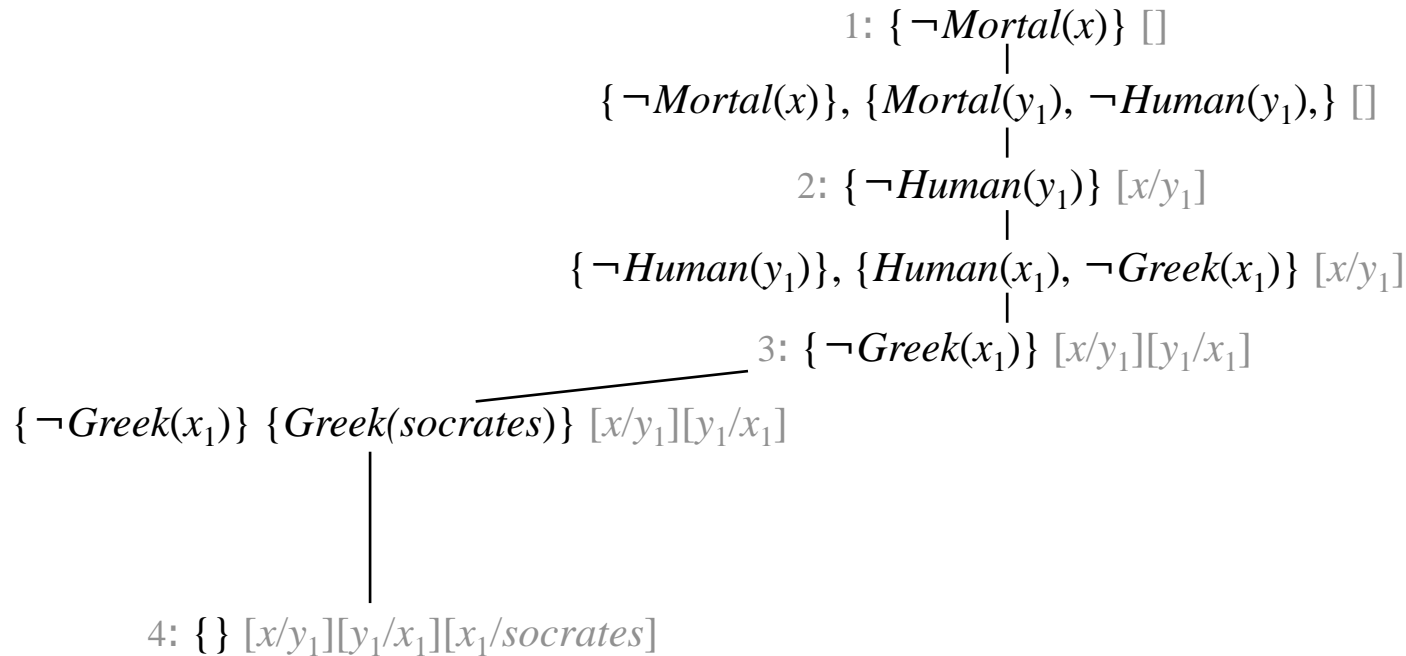 1: {¬Mortal(x)} []
{¬Mortal(x)}, {Mortal(y₁), ¬Human(y₁),} []
2: {¬Human(y₁)} [x/y₁]
{¬Human(y₁)}, {Human(x₁), ¬Greek(x₁)} [x/y₁]
3: {¬Greek(x₁)} [x/y₁][y₁/x₁]
{¬Greek(x₁)} {Greek(socrates)} [x/y₁][y₁/x₁]
4: {} [x/y₁][y₁/x₁][x₁/socrates]